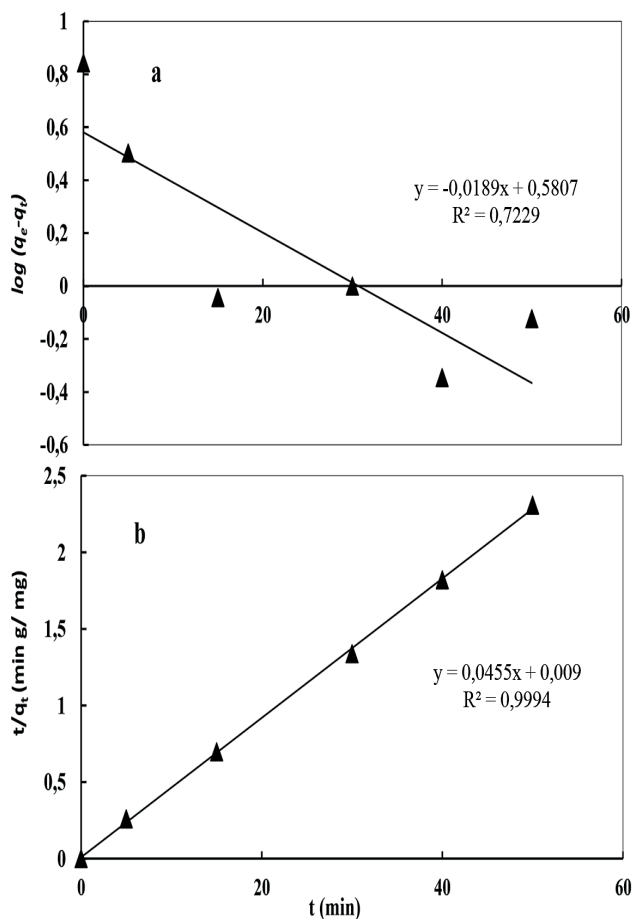 1
0,8
0,6
0,4
0,2
0
-0,2
-0,4
-0,6
log (qe-qt)
a
y = -0,0189x + 0,5807
R² = 0,7229
0 20 40 60
2,5
2
1,5
1
0,5
0
t/qt (min g/ mg)
b
y = 0,0455x + 0,009
R² = 0,9994
0 20 40 60
t (min)